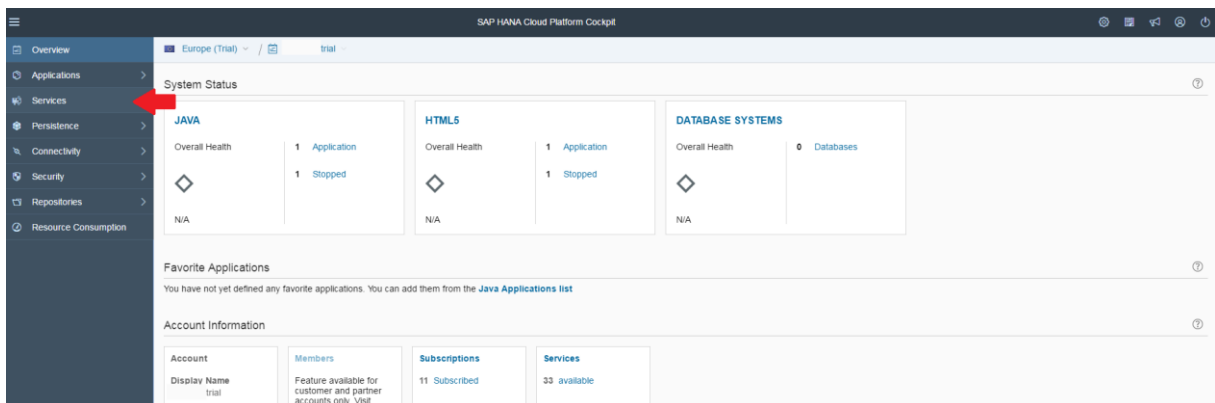 SAP HANA Cloud Platform Cockpit
Overview
Applications
Services
Persistence
Connectivity
Security
Repositories
Resource Consumption
Europe (Trial) / trial
System Status
JAVA
Overall Health
1 Application
1 Stopped
N/A
HTML5
Overall Health
1 Application
1 Stopped
N/A
DATABASE SYSTEMS
Overall Health
0 Databases
N/A
Favorite Applications
You have not yet defined any favorite applications. You can add them from the Java Applications list
Account Information
Account
Display Name
trial
Members
Feature available for
customer and partner
accounts only. Visit
Subscriptions
11 Subscribed
Services
33 available